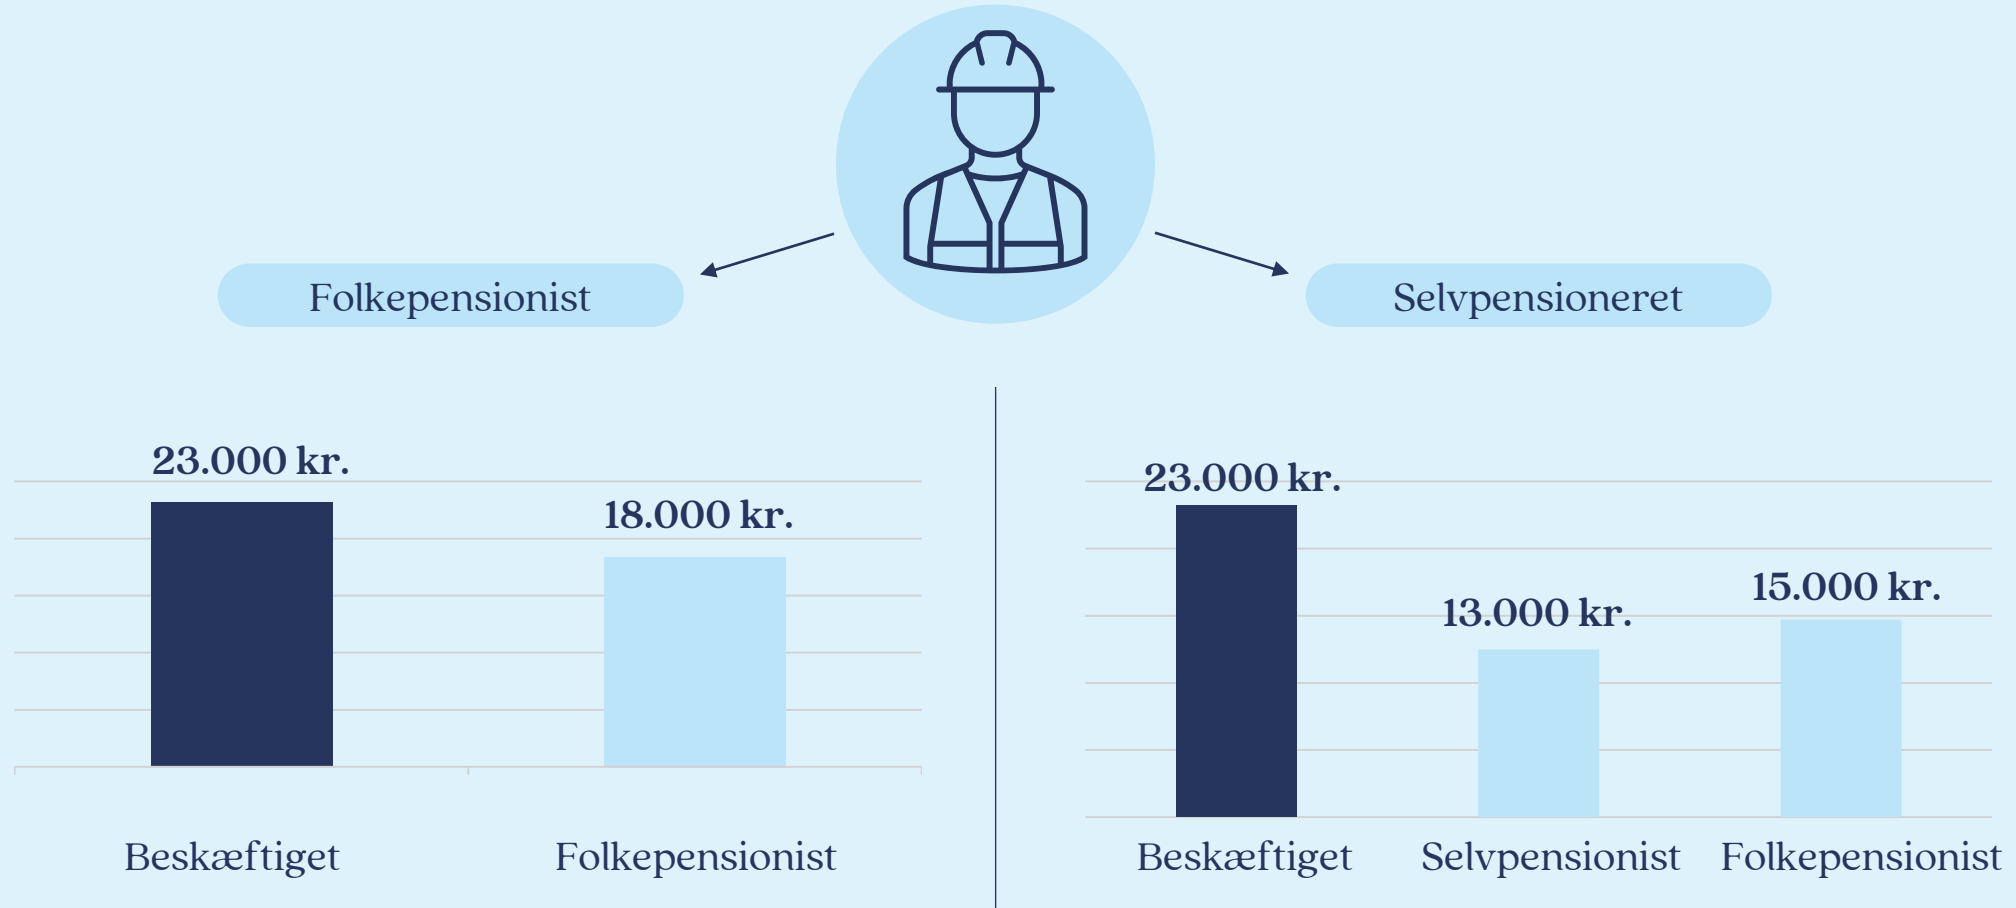 Folkepensionist
Selvpensioneret
23.000 kr.
18.000 kr.
Beskæftiget
Folkepensionist
23.000 kr.
13.000 kr.
15.000 kr.
Beskæftiget
Selvpensionist
Folkepensionist